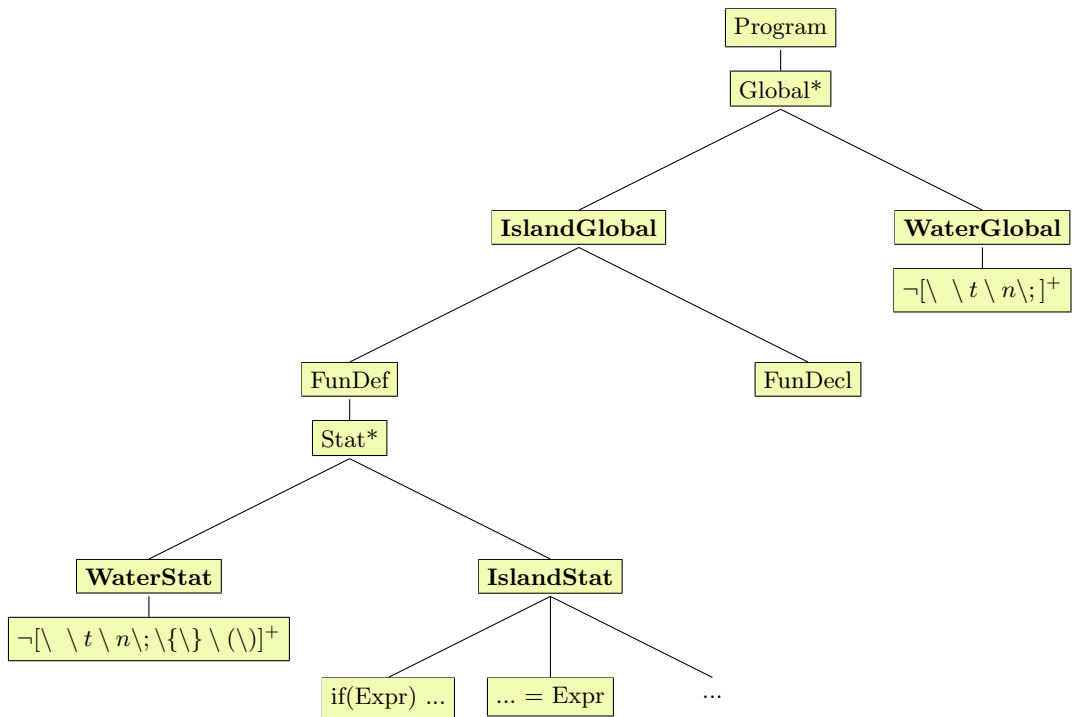 Program
Global*
IslandGlobal
WaterGlobal
¬[\ \ t \ n\; ]+
FunDef
FunDecl
Stat*
WaterStat
IslandStat
¬[\ \ t \ n\; \{\} \ (\)]+
if(Expr) ...
... = Expr
...